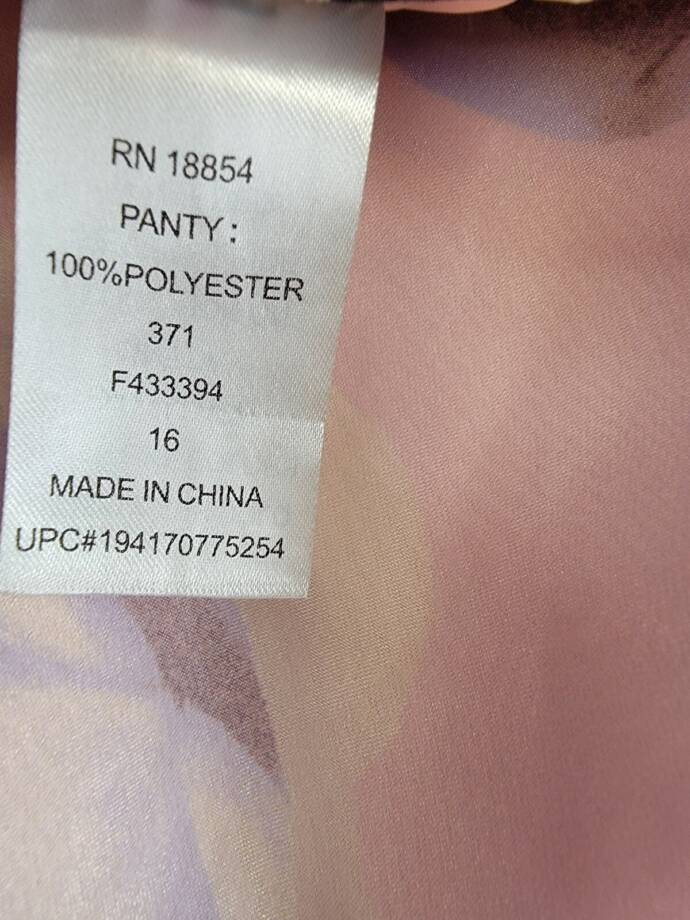 RN 18854
PANTY:
100%POLYESTER
371
F433394
16
MADE IN CHINA
UPC#194170775254